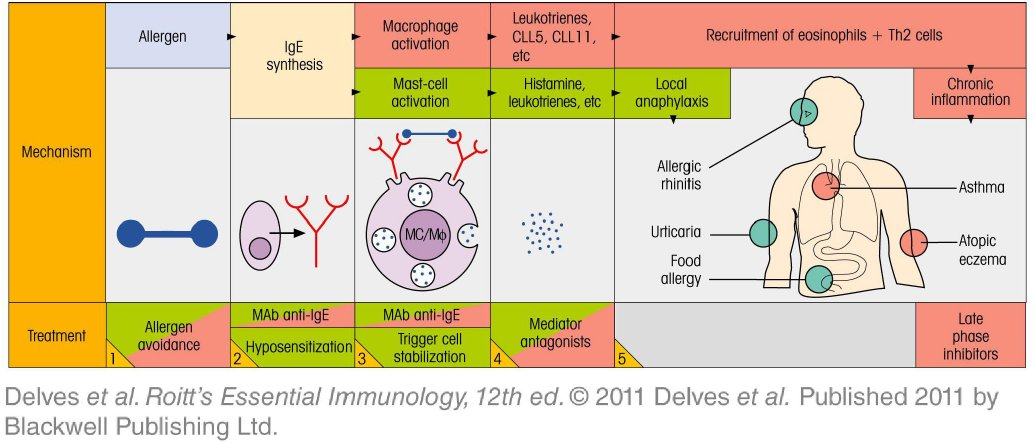 Mechanism
Allergen
IgE
synthesis
Macrophage
activation
Leukotrienes,
CLL5, CLL11,
etc
Recruitment of eosinophils + Th2 cells
Mast-cell
activation
Histamine,
leukotrienes, etc
Local
anaphylaxis
Chronic
inflammation
MC/Mϕ
Allergic
rhinitis
Urticaria
Food
allergy
Asthma
Atopic
eczema
Treatment
1
Allergen
avoidance
2
MAb anti-IgE
Hyposensitization
3
MAb anti-IgE
Trigger cell
stabilization
4
Mediator
antagonists
5
Late
phase
inhibitors
Delves et al. Roitt's Essential Immunology, 12th ed. © 2011 Delves et al. Published 2011 by
Blackwell Publishing Ltd.